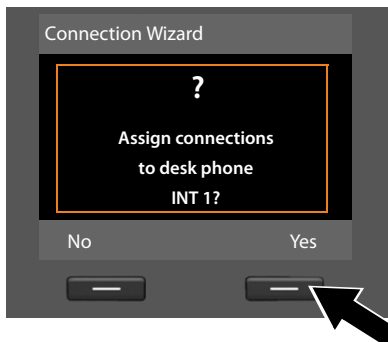 Connection Wizard
?
Assign connections
to desk phone
INT 1?
No Yes